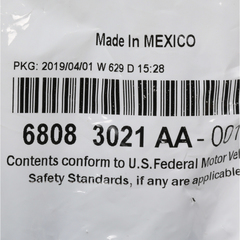 Made In MEXICO
PKG: 2019/04/01 W 629 D 15:28
6808 3021 AA-001
Contents conform to U.S. Federal Motor
Safety Standards, if any are applicable